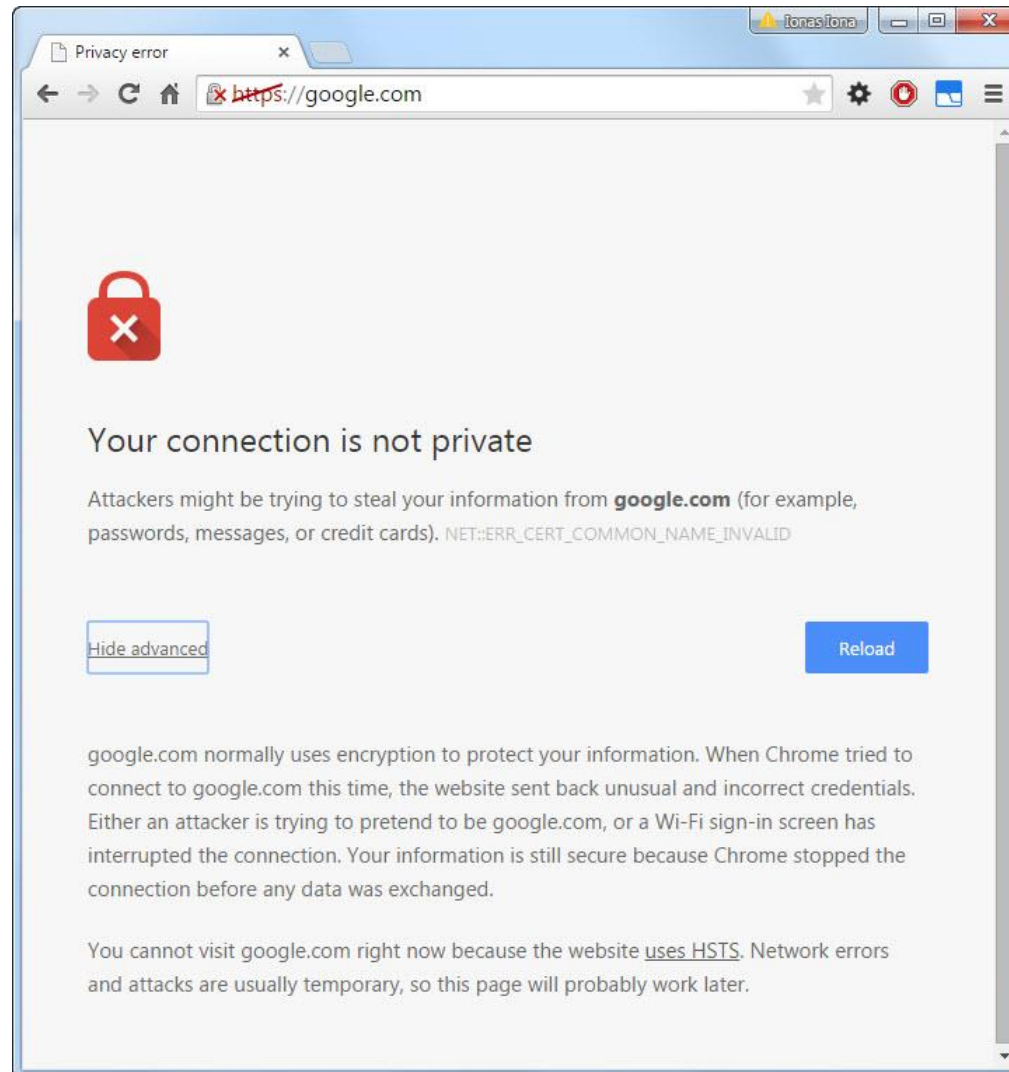 Ionas Iona
Privacy error
https://google.com
Your connection is not private
Attackers might be trying to steal your information from google.com (for example,
passwords, messages, or credit cards). NET::ERR_CERT_COMMON_NAME_INVALID
Hide advanced
Reload
google.com normally uses encryption to protect your information. When Chrome tried to
connect to google.com this time, the website sent back unusual and incorrect credentials.
Either an attacker is trying to pretend to be google.com, or a Wi-Fi sign-in screen has
interrupted the connection. Your information is still secure because Chrome stopped the
connection before any data was exchanged.
You cannot visit google.com right now because the website uses HSTS. Network errors
and attacks are usually temporary, so this page will probably work later.